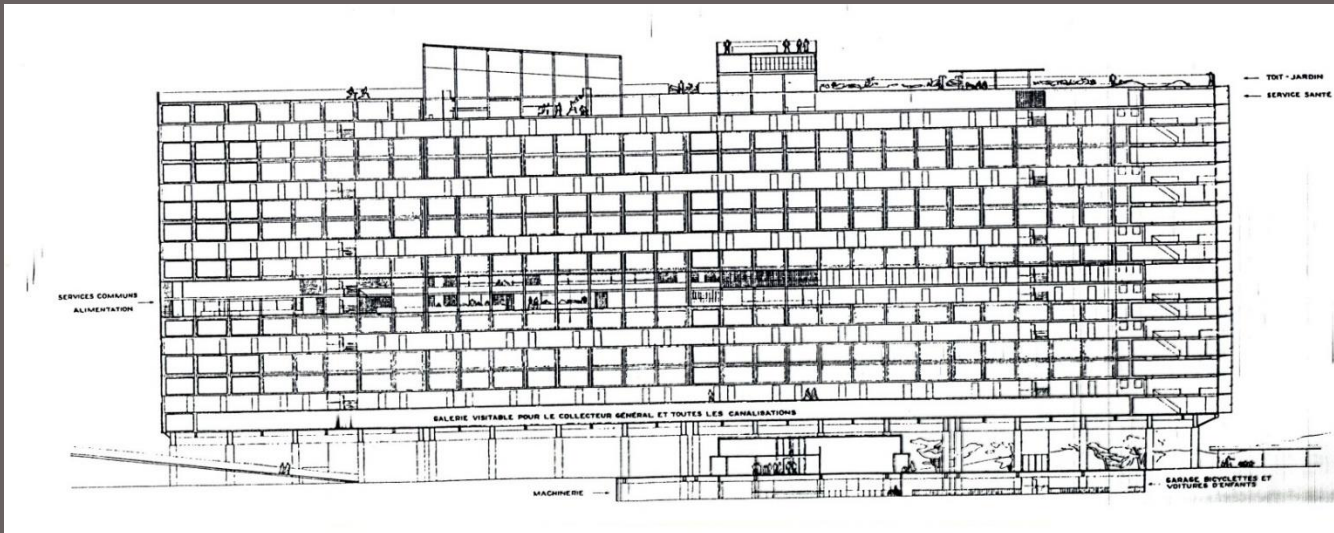 TOIT - JARDIN
SERVICE SANTÉ
SERVICES COMMUNS
ALIMENTATION
GALERIE VISITABLE POUR LE COLLECTEUR GÉNÉRAL ET TOUTES LES CANALISATIONS
MACHINERIE
GARAGE BICYCLETTES ET
VOITURES D'ENFANTS